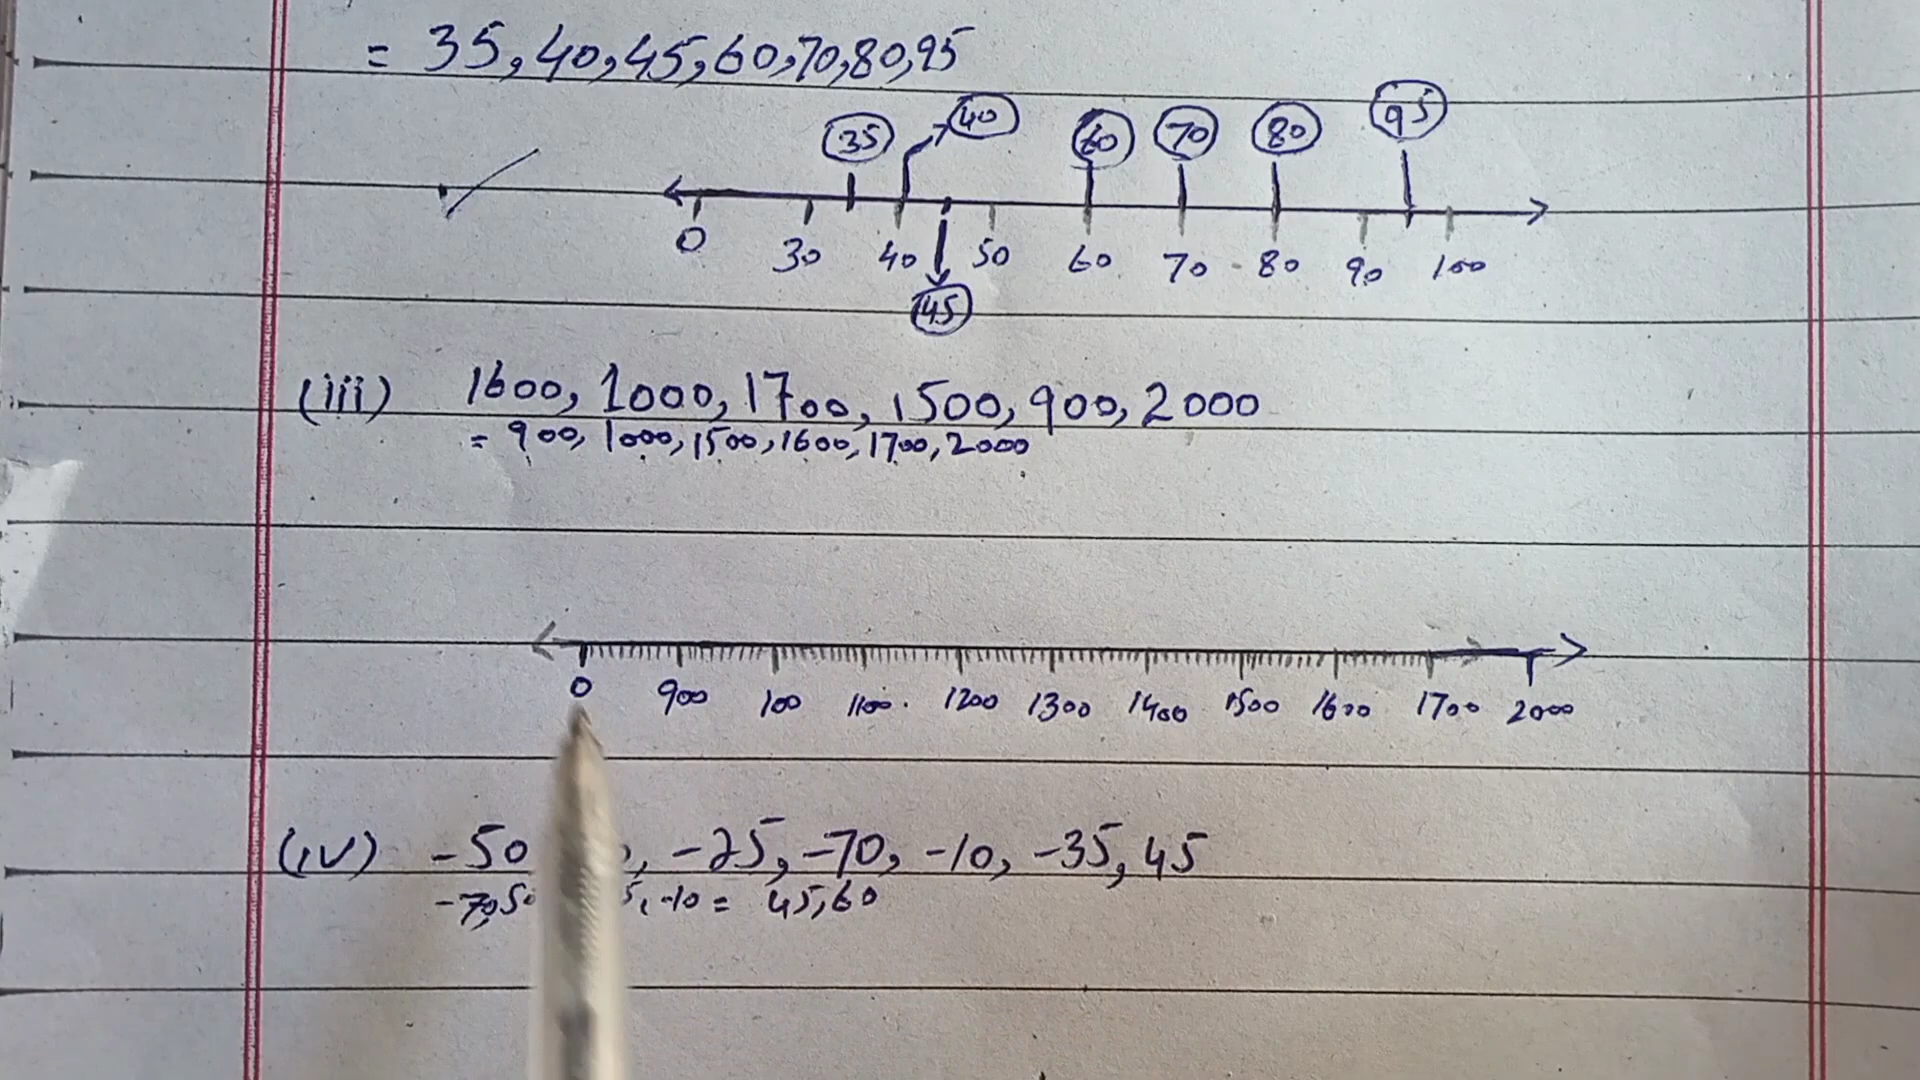 = 35,40,45,60,70,80,95
35 40 60 70 80 95
0 30 40 50 60 70 80 90 100
45
(iii) 1600, 1000, 1700, 1500, 900, 2000
= 900, 1000, 1500, 1600, 1700, 2000
0 900 100 1100 1200 1300 1400 1500 1600 1700 2000
(iv) -50 , -25, -70, -10, -35, 45
-70,50 5, -10 = 45,60